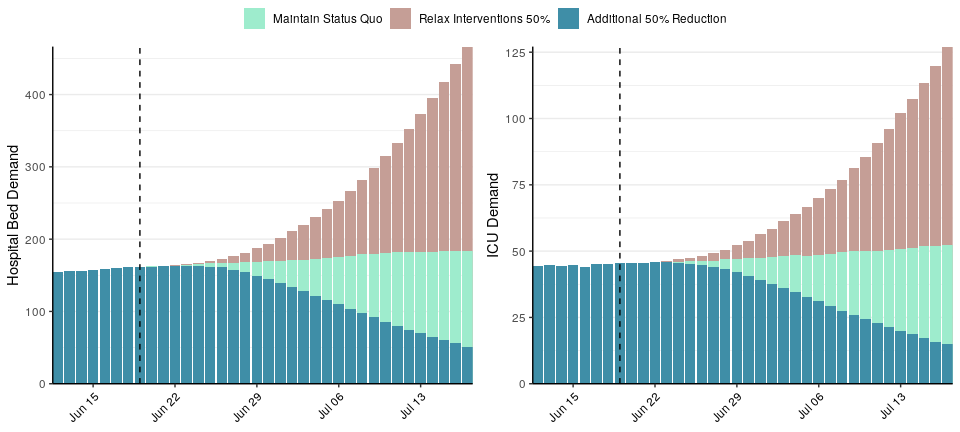 Maintain Status Quo Relax Interventions 50% Additional 50% Reduction
Hospital Bed Demand
400
300
200
100
0
Jun 15 Jun 22 Jun 29 Jul 06 Jul 13
ICU Demand
125
100
75
50
25
0
Jun 15 Jun 22 Jun 29 Jul 06 Jul 13